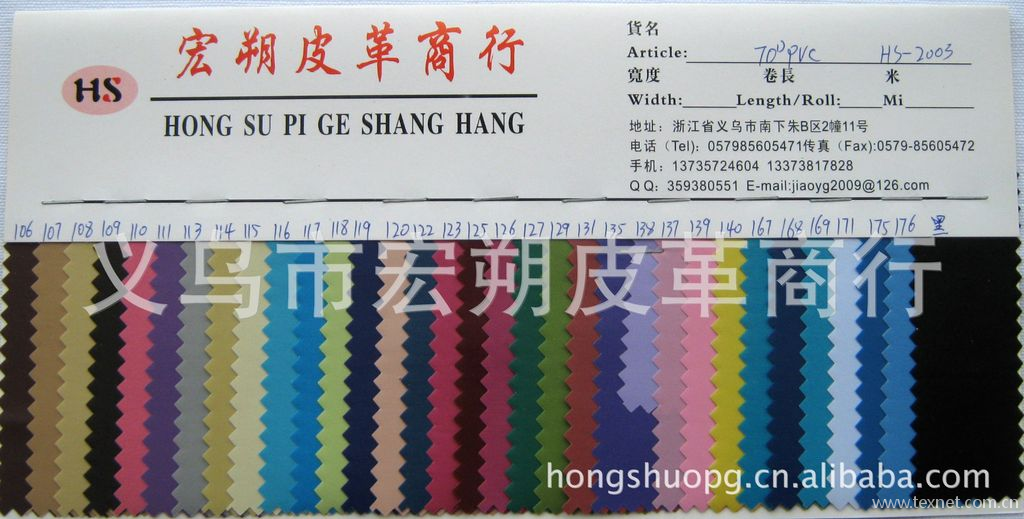 宏朔皮革商行
HS
HONG SU PI GE SHANG HANG
貨名
Article: 70D PVC HS-2003
寬度 卷長 米
Width: Length/Roll: Mi
地址：浙江省义乌市南下朱B区2幢11号
电话（Tel): 057985605471传真（Fax):0579-85605472
手机：13735724604 13373817828
QQ：359380551 E-mail:jiaoyg2009@126.com
106 107 108 109 110 111 113 114 115 116 117 118 119 120 122 123 125 126 127 129 131 135 138 137 139 140 167 168 169 171 175 176 黑
义乌市宏朔皮革商行
hongshuopg.cn.alibaba.com
www.texnet.com.cn